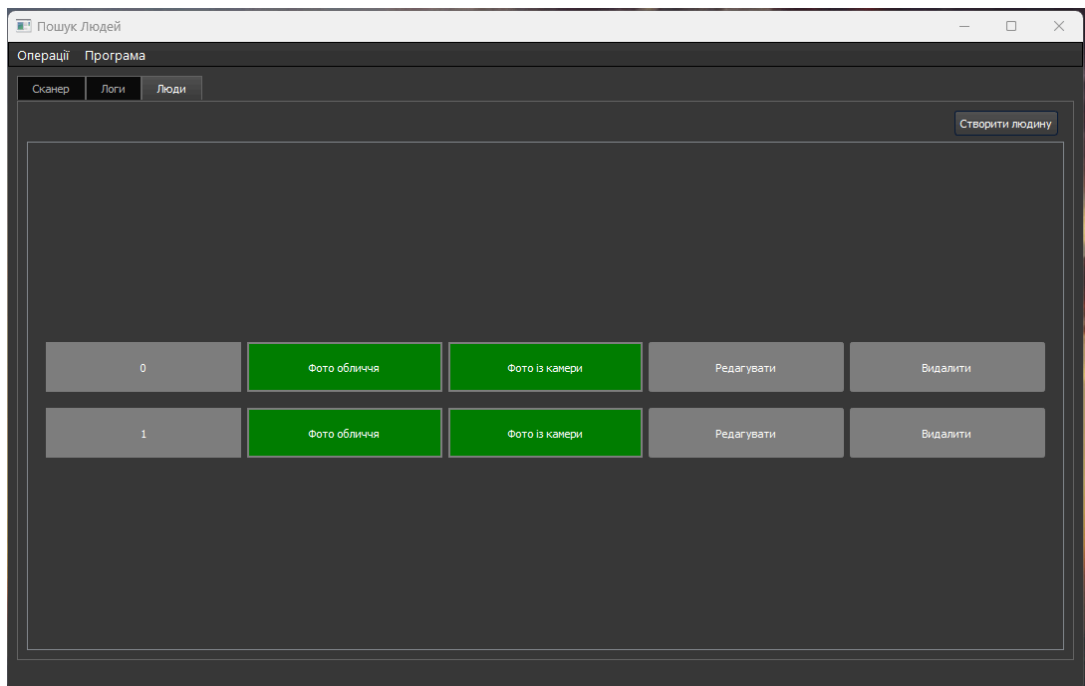 Пошук Людей
Операції Програма
Сканер Логи Люди
Створити людину
0 Фото обличчя Фото із камери Редагувати Видалити
1 Фото обличчя Фото із камери Редагувати Видалити